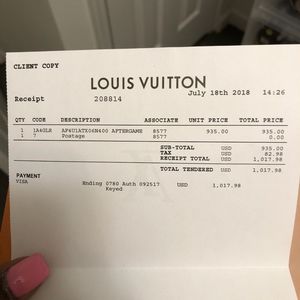 CLIENT COPY
LOUIS VUITTON
July 18th 2018 14:26
Receipt 208814
QTY CODE DESCRIPTION ASSOCIATE UNIT PRICE TOTAL PRICE
1 1A4GLR AP6U1ATX06N400 AFTERGAME 8577 935.00 935.00
1 7 Postage 8577 0.00
SUB-TOTAL USD 935.00
TAX USD 82.98
RECEIPT TOTAL USD 1,017.98
TOTAL TENDERED USD 1,017.98
PAYMENT
VISA Ending 0780 Auth 092517 USD 1,017.98
Keyed